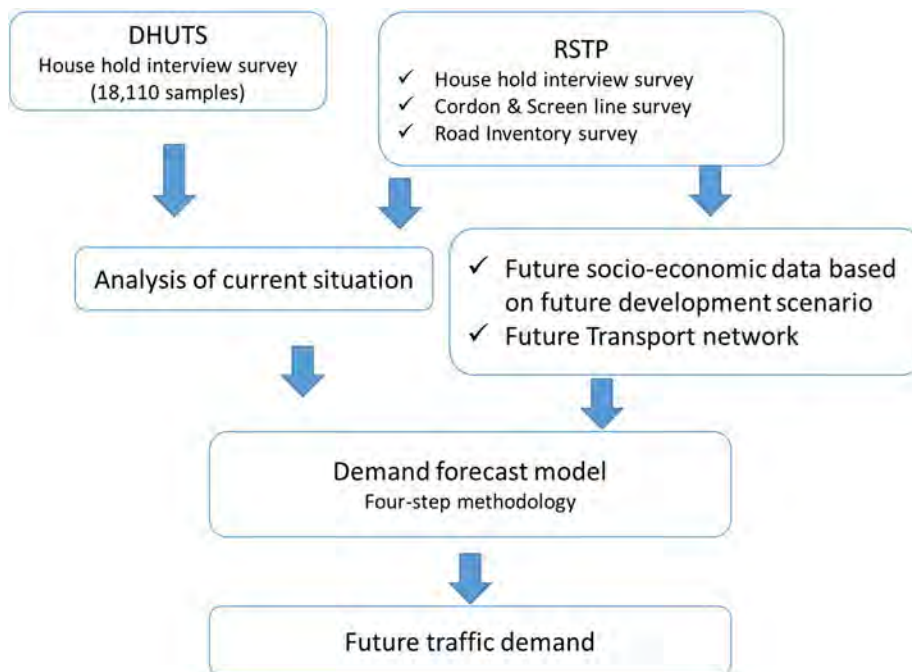 DHUTS
House hold interview survey
(18,110 samples)
RSTP
✓ House hold interview survey
✓ Cordon & Screen line survey
✓ Road Inventory survey
Analysis of current situation
✓ Future socio-economic data based
on future development scenario
✓ Future Transport network
Demand forecast model
Four-step methodology
Future traffic demand